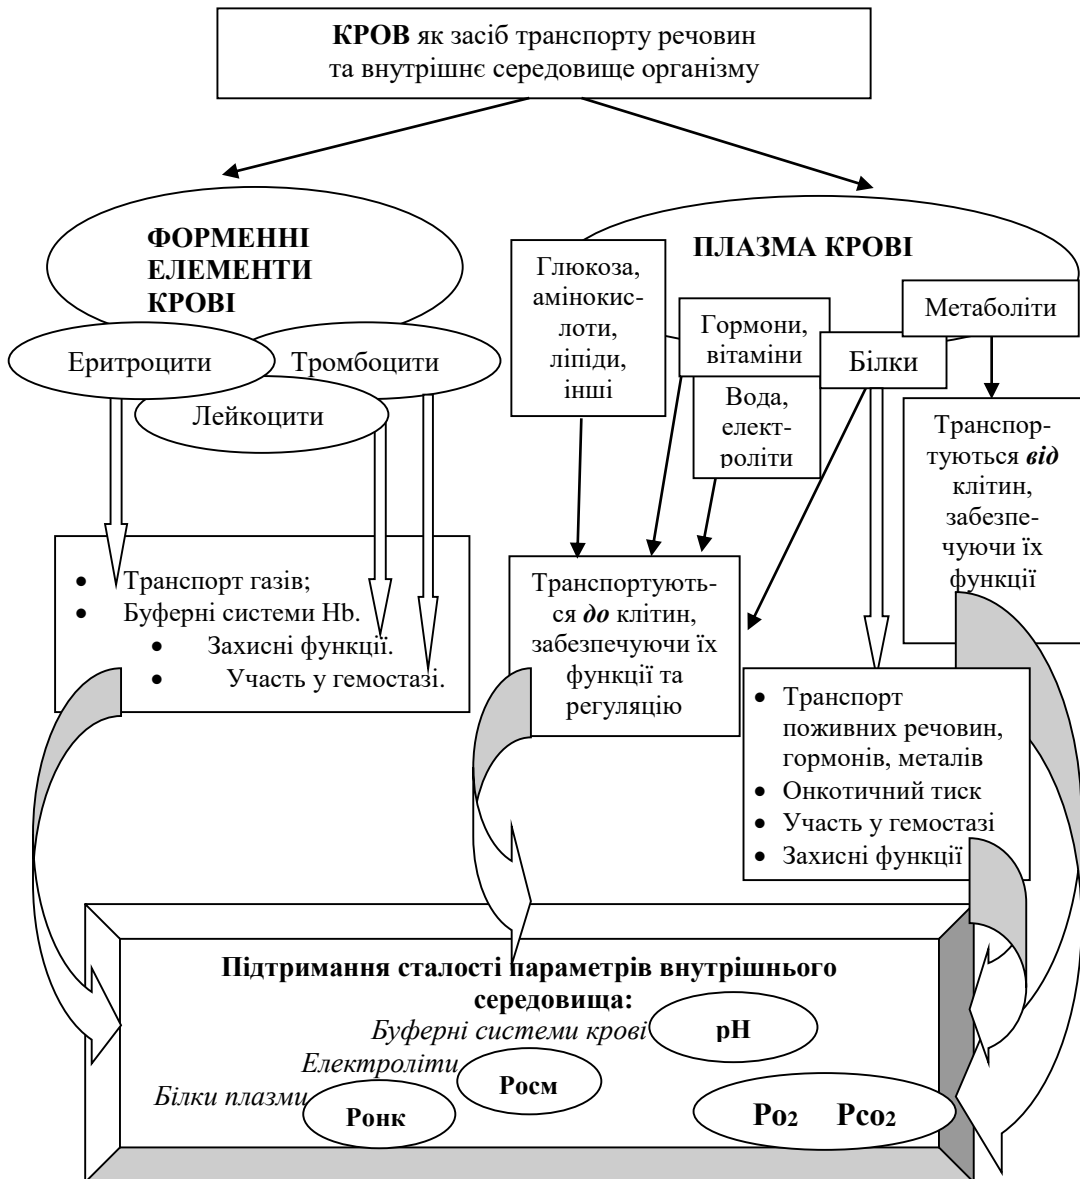 КРОВ як засіб транспорту речовин
та внутрішнє середовище організму
ФОРМЕННІ
ЕЛЕМЕНТИ
КРОВІ
Еритроцити
Тромбоцити
Лейкоцити
ПЛАЗМА КРОВІ
Глюкоза,
амінокис-
лоти,
ліпіди,
інші
Гормони,
вітаміни
Вода,
елект-
роліти
Білки
Метаболіти
• Транспорт газів;
• Буферні системи Hb.
• Захисні функції.
• Участь у гемостазі.
Транспортують-
ся до клітин,
забезпечуючи їх
функції та
регуляцію
Транспор-
туються від
клітин,
забезпе-
чуючи їх
функції
• Транспорт
поживних речовин,
гормонів, металів
• Онкотичний тиск
• Участь у гемостазі
• Захисні функції
Підтримання сталості параметрів внутрішнього
середовища:
Буферні системи крові pH
Електроліти Росм
Білки плазми Ронк
Po₂ Pco₂